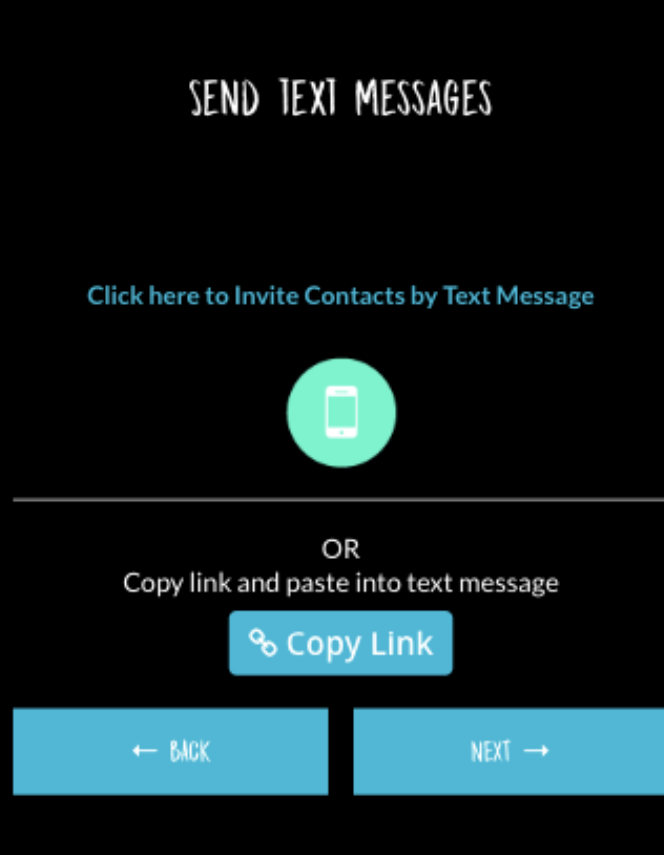 SEND TEXT MESSAGES
Click here to Invite Contacts by Text Message
OR
Copy link and paste into text message
Copy Link
← BACK
NEXT →